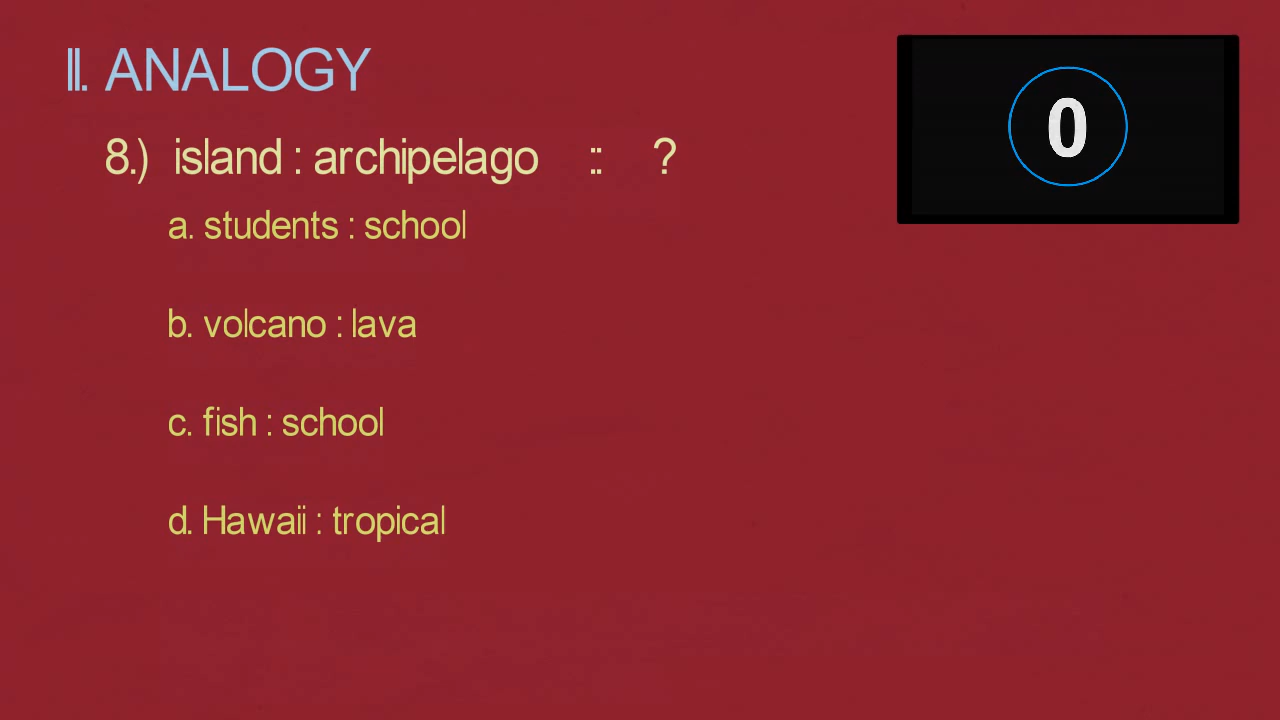 II. ANALOGY
0
8.) island : archipelago :: ?
a. students : school
b. volcano : lava
c. fish : school
d. Hawaii : tropical